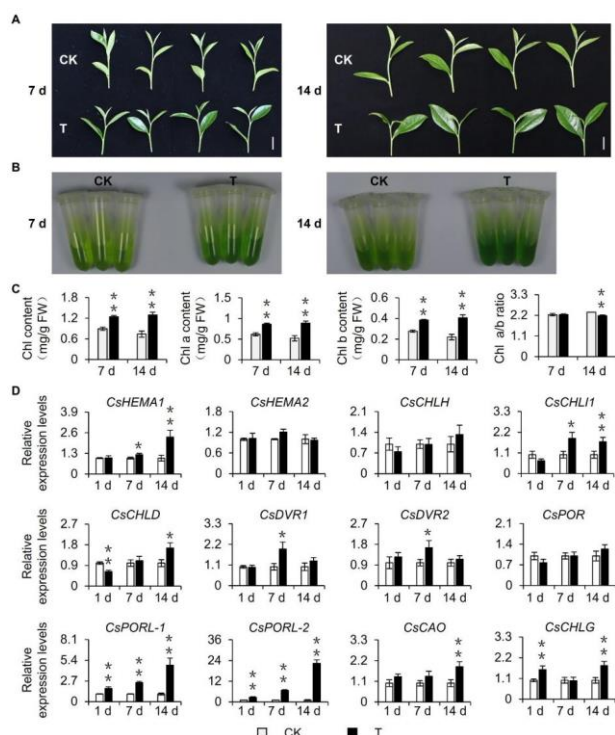 A
CK
T
7 d
CK
T
14 d
B
CK
T
7 d
CK
T
14 d
C
Chl content
(mg/g FW)
1.8
1.2
0.6
0
7 d
14 d
**
**
Chl a content
(mg/g FW)
1.5
1
0.5
0
7 d
14 d
**
**
Chl b content
(mg/g FW)
0.6
0.4
0.2
0
7 d
14 d
**
**
Chl a/b ratio
3.3
2.2
1.1
0
7 d
14 d
**
D
Relative
expression levels
CsHEMA1
3.9
2.6
1.3
0
1 d 7 d 14 d
*
**
CsHEMA2
1.8
1.2
0.6
0
1 d 7 d 14 d
CsCHLH
2.1
1.4
0.7
0
1 d 7 d 14 d
CsCHLI1
3.3
2.2
1.1
0
1 d 7 d 14 d
*
**
Relative
expression levels
CsCHLD
2.7
1.8
0.9
0
1 d 7 d 14 d
**
*
CsDVR1
3.3
2.2
1.1
0
1 d 7 d 14 d
*
CsDVR2
2.7
1.8
0.9
0
1 d 7 d 14 d
*
CsPOR
2.1
1.4
0.7
0
1 d 7 d 14 d
Relative
expression levels
CsPORL-1
8.1
5.4
2.7
0
1 d 7 d 14 d
**
**
**
CsPORL-2
36
24
12
0
1 d 7 d 14 d
**
**
**
CsCAO
3.3
2.2
1.1
0
1 d 7 d 14 d
**
CsCHLG
3
2
1
0
1 d 7 d 14 d
**
**
CK
T